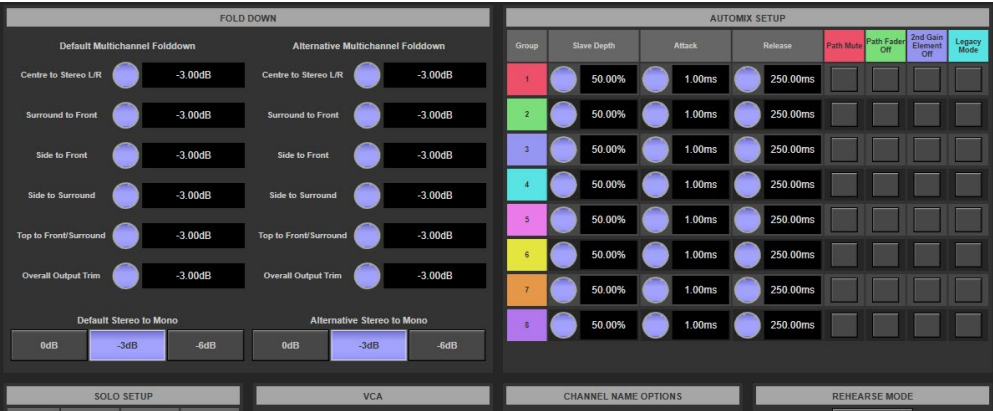 FOLD DOWN
Default Multichannel Folddown Alternative Multichannel Folddown
Centre to Stereo L/R -3.00dB Centre to Stereo L/R -3.00dB
Surround to Front -3.00dB Surround to Front -3.00dB
Side to Front -3.00dB Side to Front -3.00dB
Side to Surround -3.00dB Side to Surround -3.00dB
Top to Front/Surround -3.00dB Top to Front/Surround -3.00dB
Overall Output Trim -3.00dB Overall Output Trim -3.00dB
Default Stereo to Mono Alternative Stereo to Mono
0dB -3dB -6dB 0dB -3dB -6dB
AUTOMIX SETUP
Group Slave Depth Attack Release Path Mute Path Fader Off 2nd Gain Element Off Legacy Mode
1 50.00% 1.00ms 250.00ms
2 50.00% 1.00ms 250.00ms
3 50.00% 1.00ms 250.00ms
4 50.00% 1.00ms 250.00ms
5 50.00% 1.00ms 250.00ms
6 50.00% 1.00ms 250.00ms
7 50.00% 1.00ms 250.00ms
8 50.00% 1.00ms 250.00ms
SOLO SETUP VCA CHANNEL NAME OPTIONS REHEARSE MODE